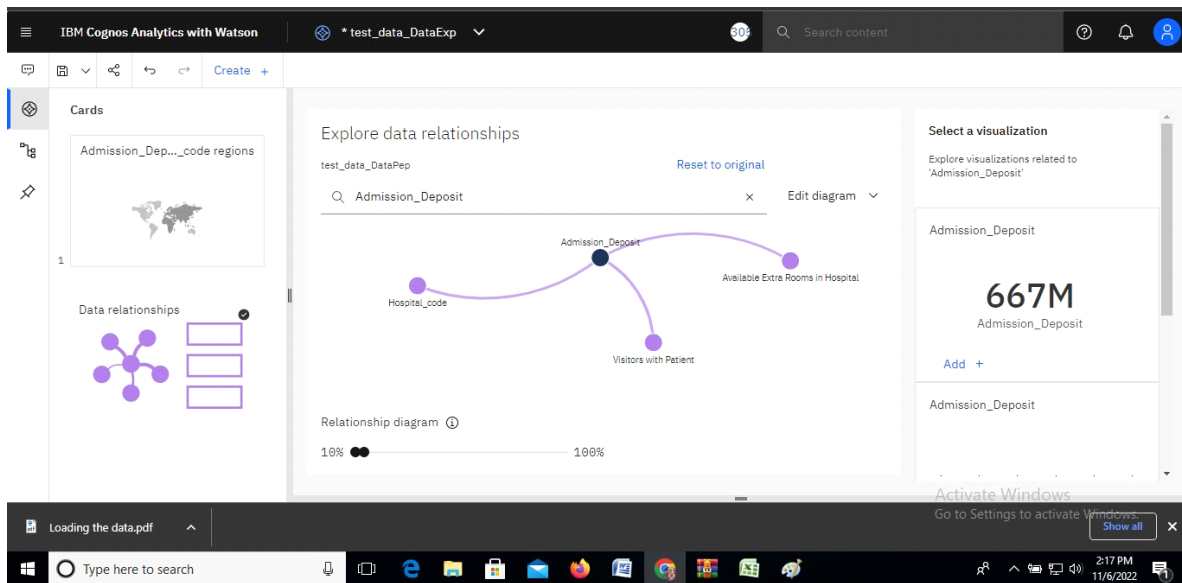 IBM Cognos Analytics with Watson
* test_data_DataExp
Search content
Create +
Cards
Admission_Dep..._code regions
1
Data relationships
Explore data relationships
test_data_DataPep
Reset to original
Admission_Deposit
Edit diagram
Admission_Deposit
Available Extra Rooms in Hospital
Hospital_code
Visitors with Patient
Relationship diagram
10%
100%
Select a visualization
Explore visualizations related to
'Admission_Deposit'
Admission_Deposit
667M
Admission_Deposit
Add +
Admission_Deposit
Activate Windows
Go to Settings to activate Windows.
Loading the data.pdf
Show all
Type here to search
2:17 PM
11/6/2022
1